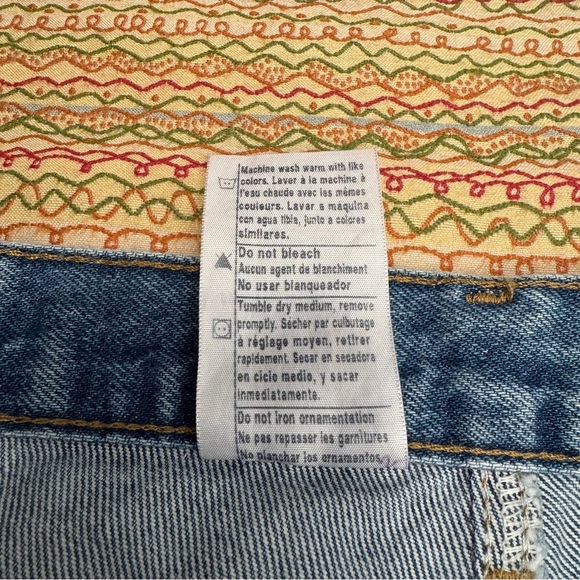 Machine wash warm with like
colors. Laver à la machine à
l'eau chaude avec les mêmes
couleurs. Lavar a maquina
con agua tibia, junto a colores
similares.
Do not bleach
Aucun agent de blanchiment
No usar blanqueador
Tumble dry medium, remove
promptly. Sécher par culbutage
à réglage moyen, retirer
rapidement. Secar en secadora
en ciclo medio, y sacar
inmediatamente.
Do not iron ornamentation
Ne pas repasser les garnitures
No planchar los ornamentos